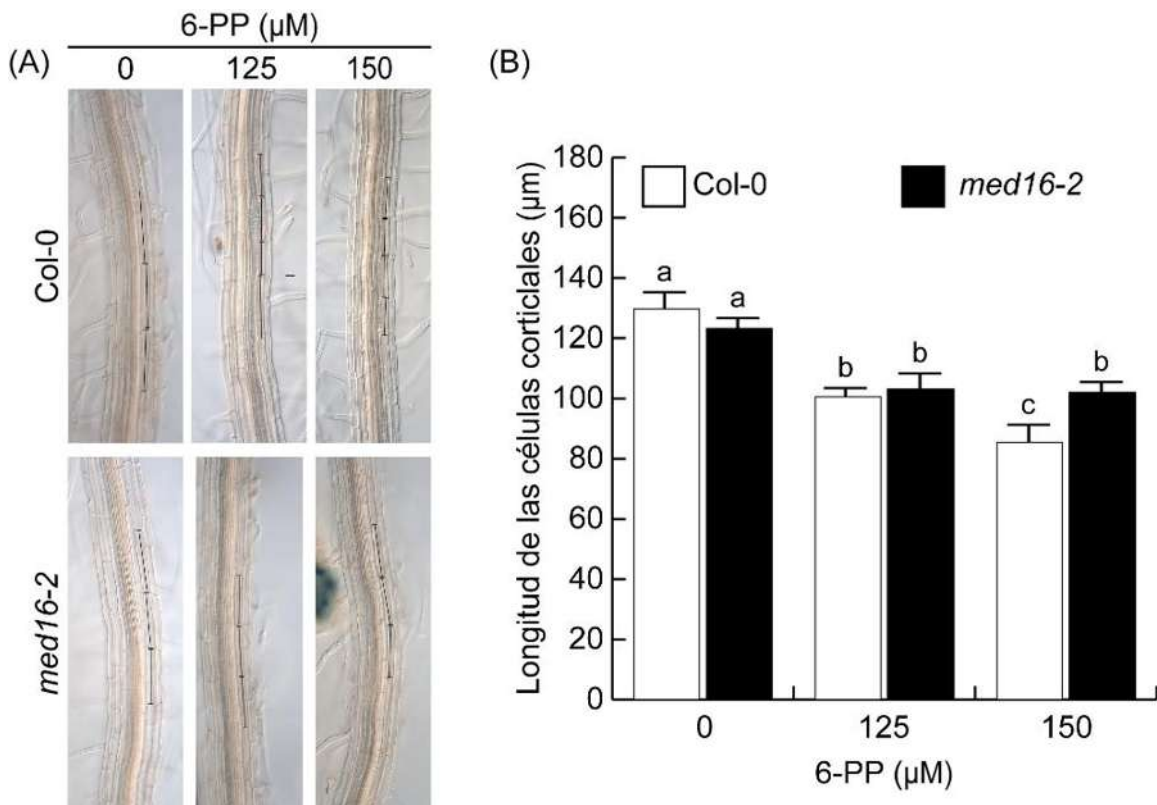 6-PP (µM)
(A)
0 125 150
Col-0
med16-2
(B)
Longitud de las células corticlales (µm)
180
160
140
120
100
80
60
40
20
0
Col-0 med16-2
a a b b c b
0 125 150
6-PP (µM)